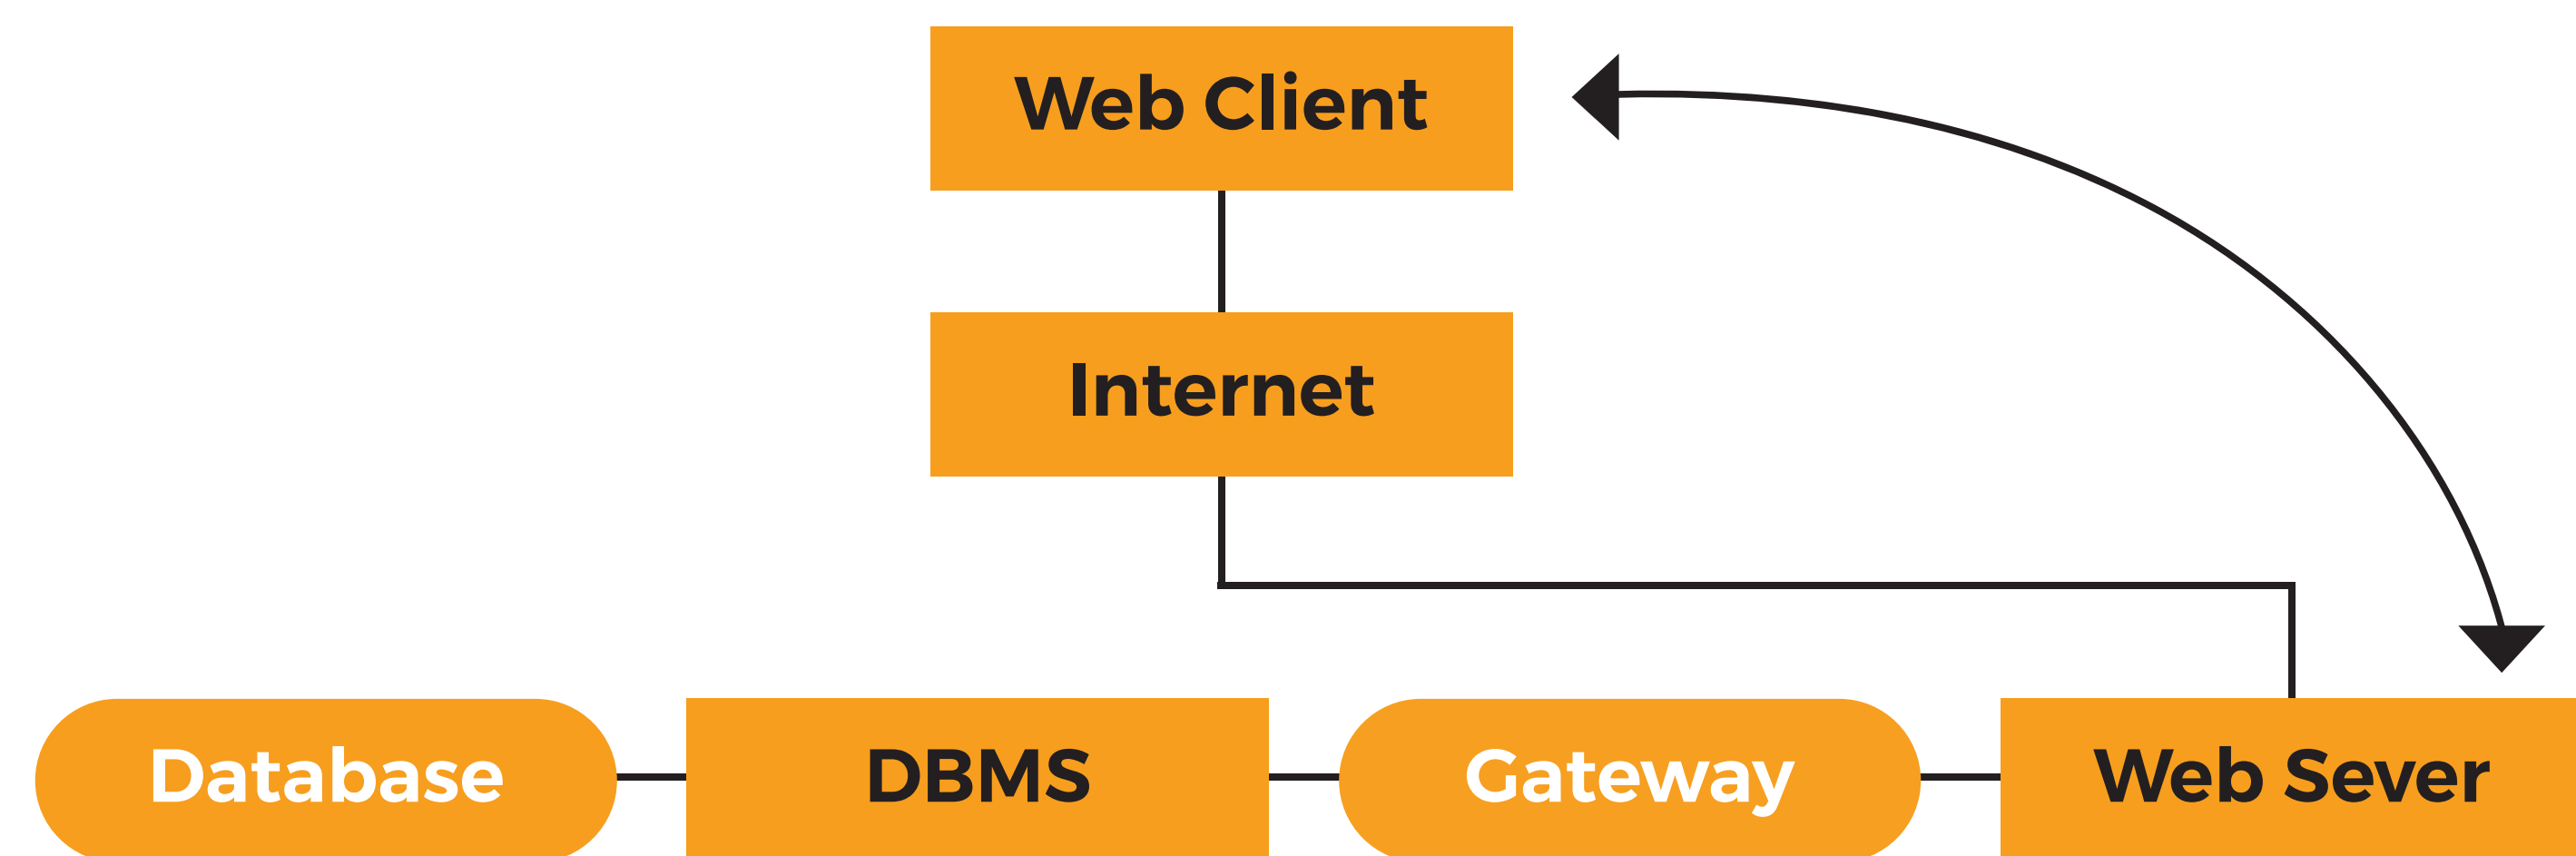 Web Client
Internet
Database
DBMS
Gateway
Web Sever